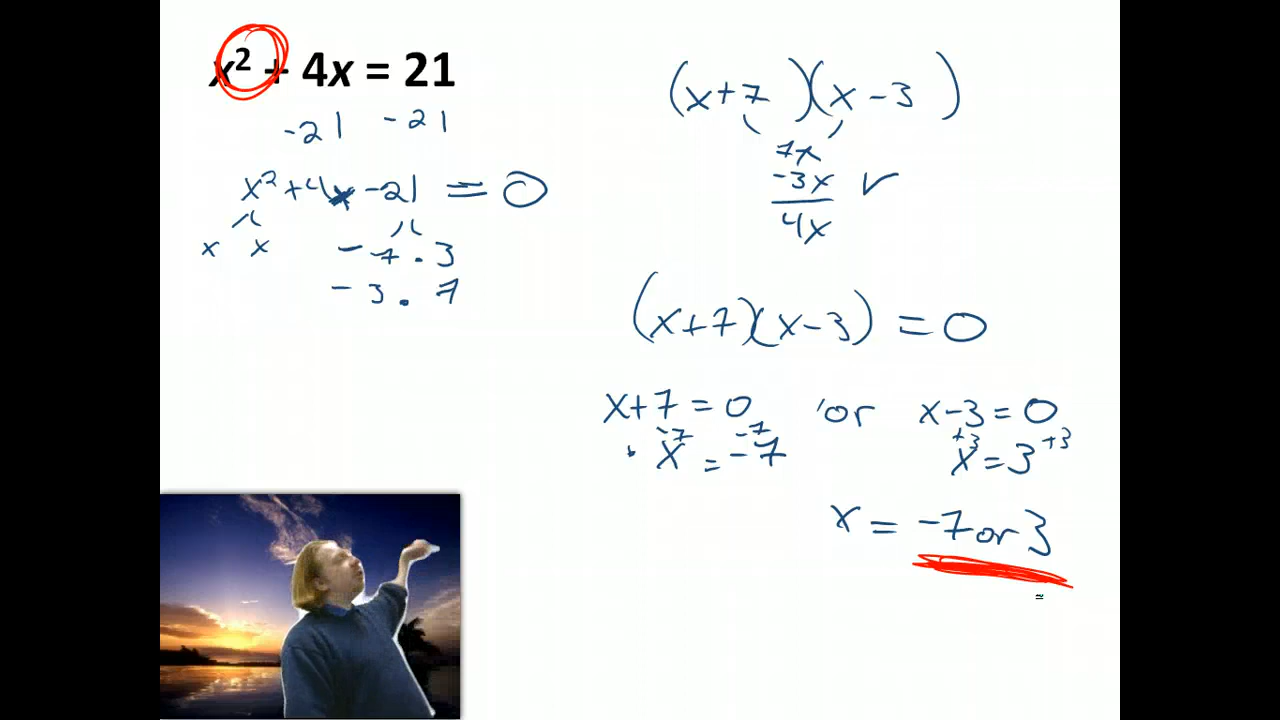 x² + 4x = 21
-21 -21
x² + 4x - 21 = 0
x x
-7 · 3
-3 · 7
(x+7)(x-3)
7x
-3x ✓
4x
(x+7)(x-3) = 0
x+7 = 0 or x-3 = 0
-7 -7 +3 +3
x = -7 x = 3
x = -7 or 3